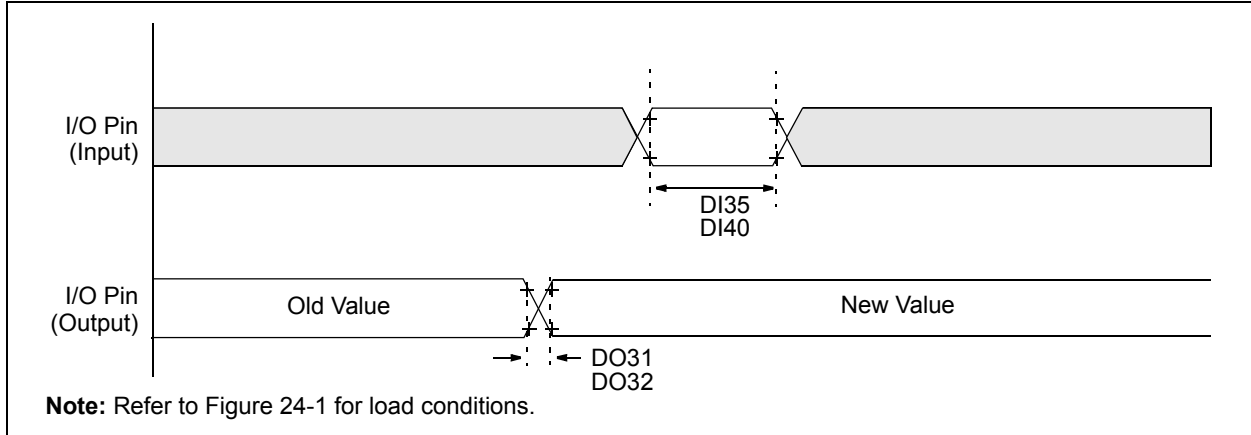 I/O Pin
(Input)
DI35
DI40
I/O Pin
(Output)
Old Value
New Value
DO31
DO32
Note: Refer to Figure 24-1 for load conditions.